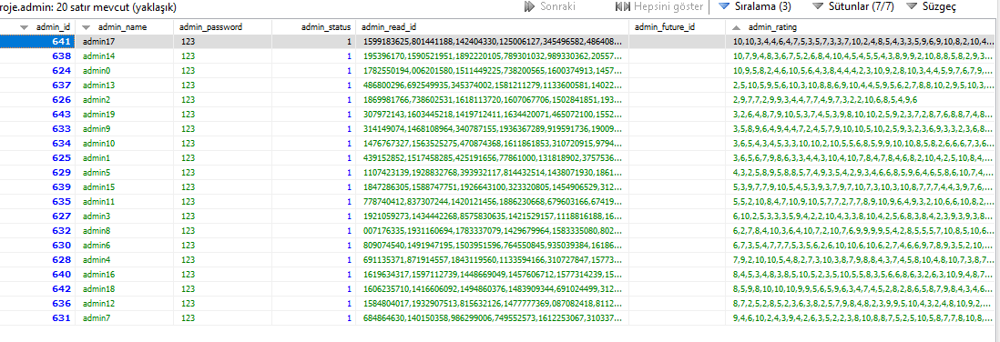 roje.admin: 20 satır mevcut (yaklaşık) Sonraki Hepsini göster Sıralama (3) Sütunlar (7/7) Süzgeç
admin_id admin_name admin_password admin_status admin_read_id admin_future_id admin_rating
641 admin17 123 1 1599183625,801441188,142404330,125006127,345496582,486408... 10,10,3,4,4,6,4,7,5,3,5,7,3,3,7,10,2,4,8,5,4,3,3,5,9,6,9,10,8,2,10,4...
638 admin14 123 1 195396170,1590521951,1892220105,789301032,989330362,20557... 10,7,9,4,8,3,6,7,5,2,6,8,4,10,4,5,4,5,5,4,3,8,9,9,2,10,8,8,5,8,2,9,3...
624 admin0 123 1 1782550194,006201580,1511449225,738200565,1600374913,1457... 10,9,5,8,2,4,6,10,5,6,4,3,8,4,4,4,2,3,10,9,2,8,10,3,4,4,5,9,7,6,7,9...
637 admin13 123 1 486800296,692549935,345374002,1581211279,1133600581,14022... 2,5,10,5,9,5,6,10,3,10,8,8,6,9,10,4,4,5,9,5,6,2,7,8,8,10,2,9,5,10,3...
626 admin2 123 1 1869981766,738602531,1618113720,1607067706,1502841851,193... 2,9,7,7,2,9,9,3,4,4,7,7,4,9,7,3,2,2,10,6,8,5,4,9,6
643 admin19 123 1 307972143,1603445218,1419712411,1634420071,465072100,1552... 3,2,6,4,8,7,9,10,5,3,7,4,5,3,9,8,10,10,2,5,9,2,3,7,2,8,7,6,8,8,7,4,8...
633 admin9 123 1 314149074,1468108964,340787155,1936367289,919591736,19009... 3,5,8,9,6,4,9,4,4,7,2,4,5,7,9,10,10,5,10,2,5,9,3,2,3,6,9,3,3,2,3,6,8...
634 admin10 123 1 1476767327,1563525275,470874368,1611861853,310720915,9794... 3,6,5,4,3,4,5,3,3,10,10,2,10,5,5,6,8,5,9,9,10,10,8,5,8,2,6,6,6,7,3,6...
625 admin1 123 1 439152852,1517458285,425191656,77861000,131818902,3757536... 3,6,5,6,7,9,8,6,3,3,4,4,3,10,4,10,7,8,4,7,8,4,6,8,2,10,4,2,5,10,8,4...
629 admin5 123 1 1107423139,1928832768,393932117,814432514,1438071930,1861... 4,3,2,5,8,9,5,8,8,5,7,4,9,3,5,4,2,9,3,4,6,6,8,5,9,6,4,6,5,8,6,10,7,4...
639 admin15 123 1 1847286305,1588747751,1926643100,323320805,1454906529,312... 5,3,9,7,7,9,10,5,4,5,3,9,3,7,9,7,10,7,3,10,3,10,8,7,7,7,4,4,3,9,7,6...
635 admin11 123 1 778740412,837307244,1420121456,1886230668,679603166,67419... 5,5,2,10,8,4,7,10,9,10,5,7,7,2,7,7,8,9,10,9,6,4,9,3,2,10,6,6,10,8,2...
627 admin3 123 1 1921059273,1434442268,8575830635,1421529157,1118816188,16... 6,10,2,5,3,3,3,5,9,4,2,2,10,4,3,3,8,10,4,2,5,6,8,3,8,4,2,3,9,3,9,3,8...
632 admin8 123 1 007176335,1931160694,1783337079,1429679964,1583335080,802... 6,2,7,8,4,10,3,6,4,10,7,2,10,7,6,9,9,9,9,5,4,2,8,5,5,5,7,10,8,5,10,6...
630 admin6 123 1 809074540,1491947195,1503951596,764550845,935039384,16186... 6,7,3,5,4,7,7,5,3,5,6,2,6,10,10,6,10,6,2,7,4,6,6,9,7,8,9,3,5,2,10...
628 admin4 123 1 691135371,871914557,1843119560,1133594166,310727847,15773... 7,9,2,10,10,5,4,8,2,7,3,10,3,8,7,9,8,8,4,3,7,4,5,8,10,4,8,10,7,3,8,7...
640 admin16 123 1 1619634317,1597112739,1448669049,1457606712,1577314239,15... 8,4,5,3,4,8,3,8,5,10,5,2,3,5,10,5,5,8,3,5,6,6,8,6,3,2,6,3,10,9,4,8,7...
642 admin18 123 1 1606235710,1416606092,1494860376,1483909344,691024499,312... 8,5,9,8,10,10,10,9,5,6,5,9,6,3,4,7,4,5,2,8,6,2,8,6,5,8,7,9,8,4,3,4,6...
636 admin12 123 1 1584804017,1932907513,815632126,1477777369,087082418,8112... 8,7,2,5,2,8,5,2,3,6,3,8,2,5,7,9,8,4,8,2,3,9,9,5,10,4,3,2,4,8,10,9,2...
631 admin7 123 1 684864630,140150358,986299006,749552573,1612253067,310337... 9,4,6,10,2,4,3,9,4,2,6,3,5,2,2,3,8,10,8,8,7,5,2,5,10,5,8,7,7,8,10,8...